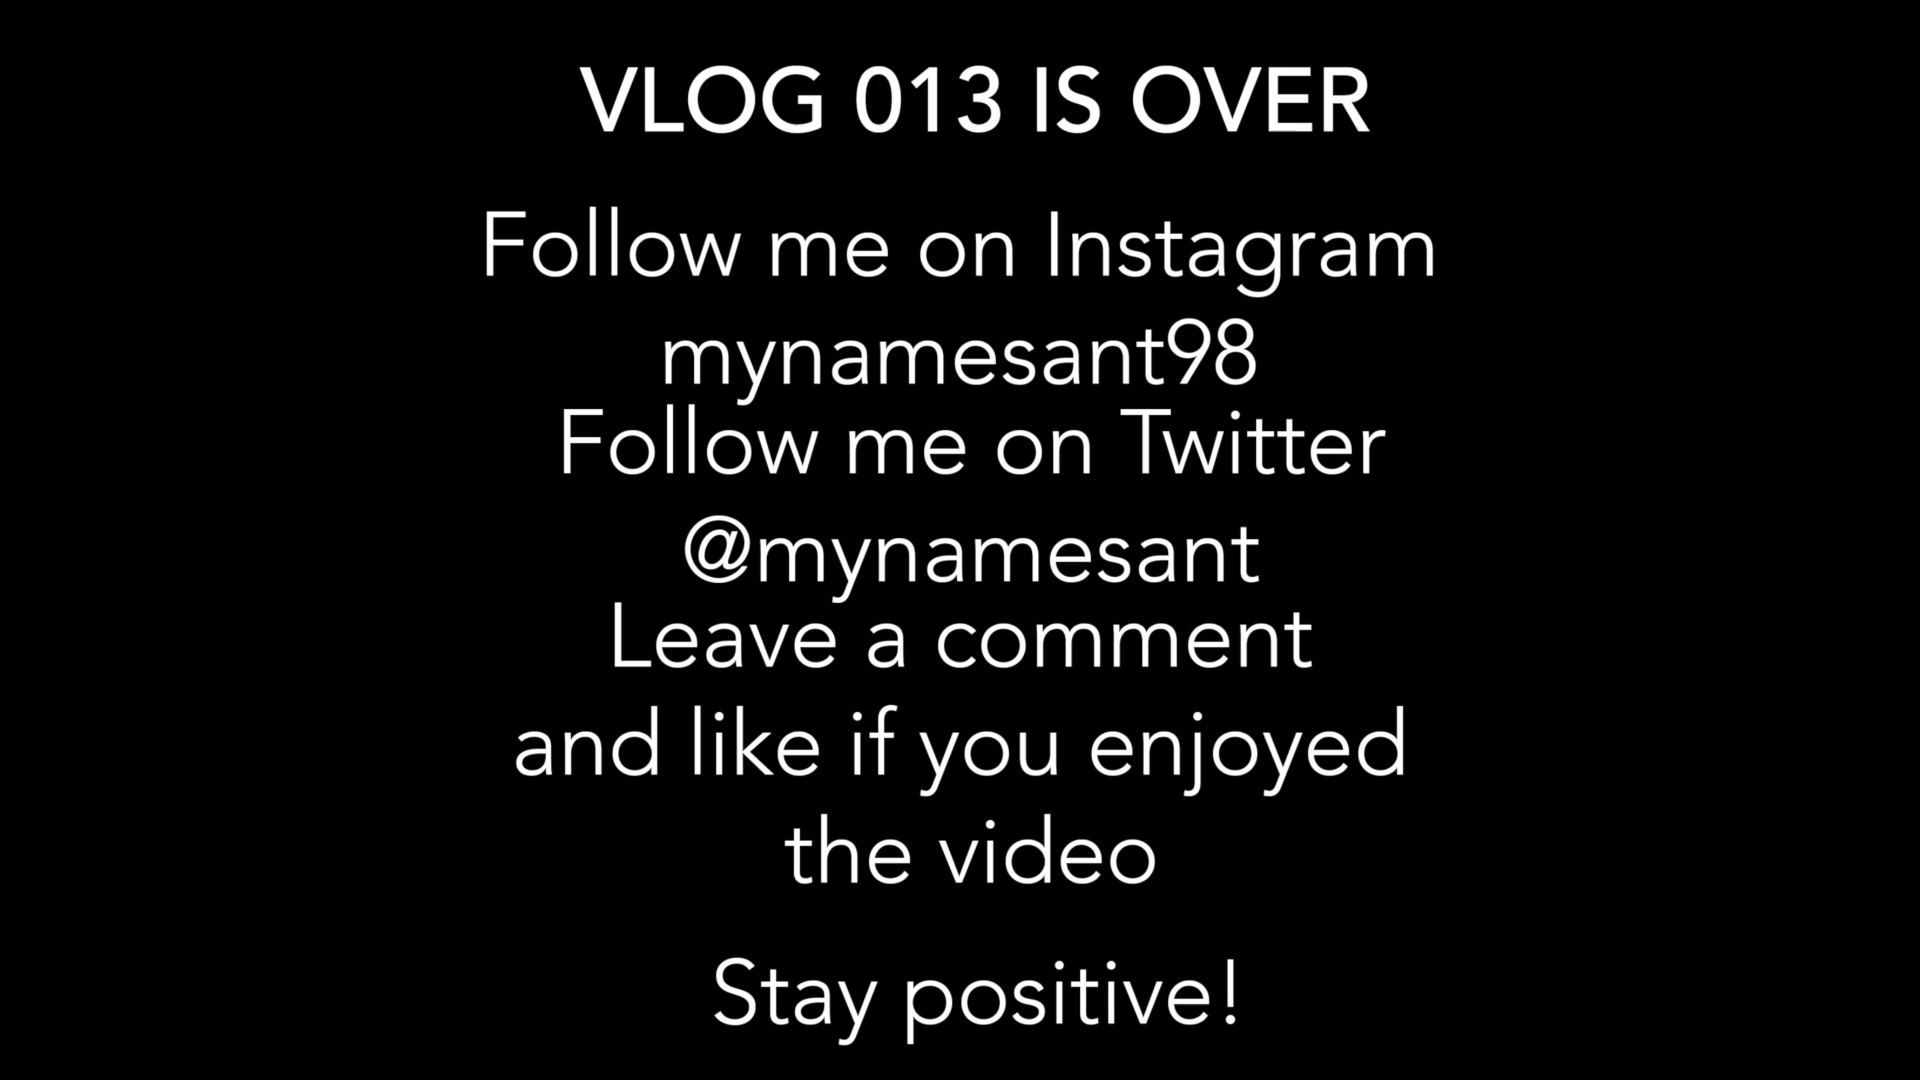 VLOG 013 IS OVER
Follow me on Instagram
mynamesant98
Follow me on Twitter
@mynamesant
Leave a comment
and like if you enjoyed
the video
Stay positive!